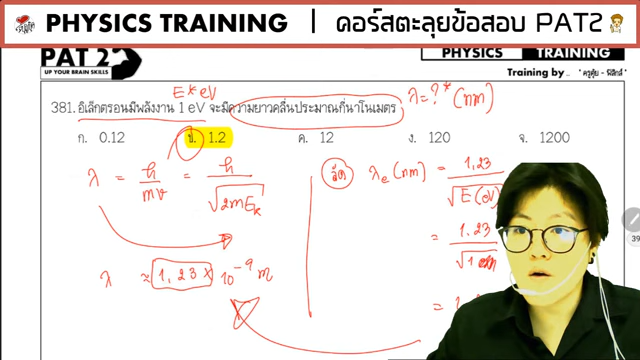 PHYSICS TRAINING | คอร์สตะลุยข้อสอบ PAT2
PAT 2
UP YOUR BRAIN SKILLS
PHYSICS TRAINING
Training by..
E* eV
λ = ?* (nm)
381. อิเล็กตรอนมีพลังงาน 1 eV จะมีความยาวคลื่นประมาณกี่นาโนเมตร
ก. 0.12 ข. 1.2 ค. 12 ง. 120 จ. 1200
λ = h/mv = h/√2mEk
ลัด λe (nm) = 1,23/√E(eV)
= 1.23/√1
λ ≈ 1,23 × 10⁻⁹ m
39